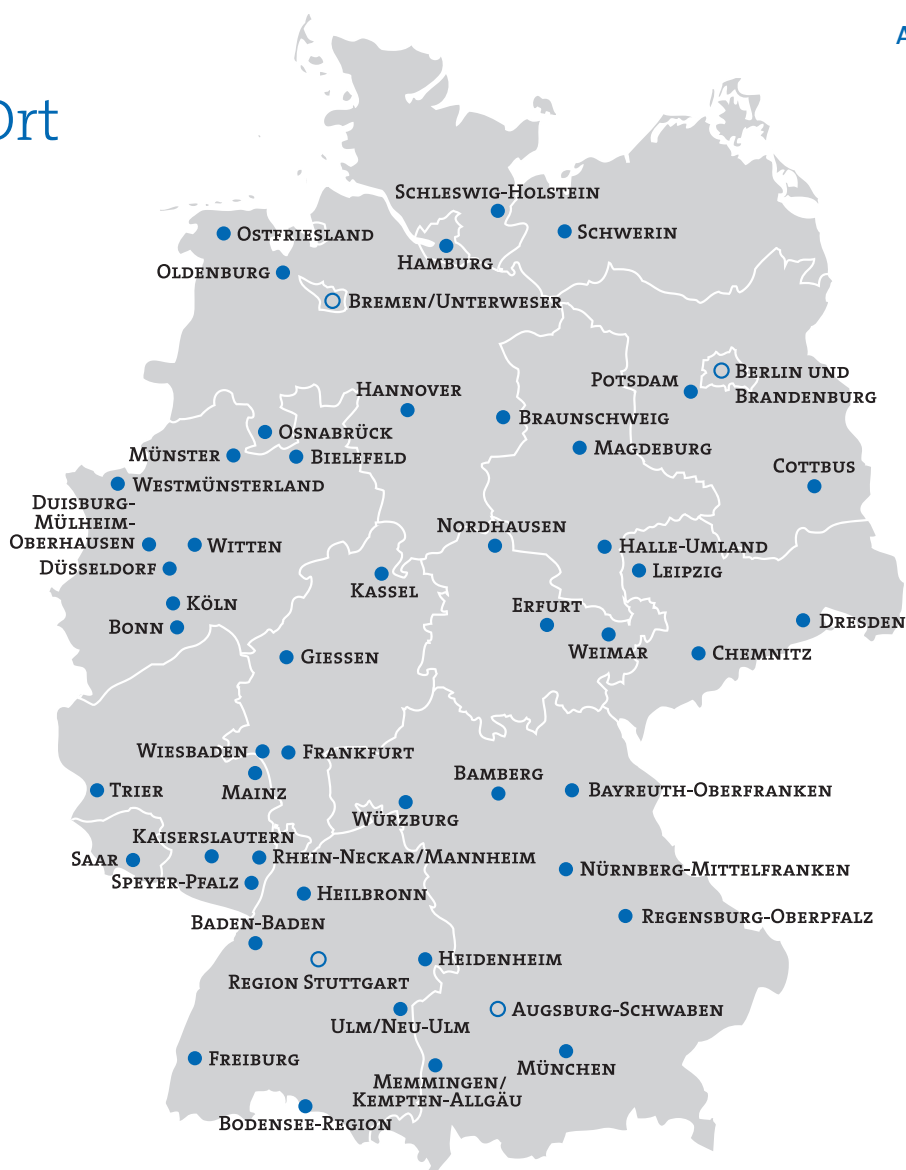 A
Ort
Schleswig-Holstein
Ostfriesland
Schwerin
Hamburg
Oldenburg
Bremen/Unterweser
Berlin und
Brandenburg
Potsdam
Hannover
Braunschweig
Osnabrück
Magdeburg
Münster
Bielefeld
Cottbus
Westmünsterland
Duisburg-
Mülheim-
Oberhausen
Witten
Nordhausen
Halle-Umland
Düsseldorf
Leipzig
Kassel
Köln
Erfurt
Bonn
Dresden
Weimar
Chemnitz
Giessen
Wiesbaden
Frankfurt
Mainz
Trier
Bamberg
Bayreuth-Oberfranken
Würzburg
Kaiserslautern
Saar
Rhein-Neckar/Mannheim
Speyer-Pfalz
Nürnberg-Mittelfranken
Heilbronn
Baden-Baden
Regensburg-Oberpfalz
Region Stuttgart
Heidenheim
Ulm/Neu-Ulm
Augsburg-Schwaben
Freiburg
München
Memmingen/
Kempten-Allgäu
Bodensee-Region